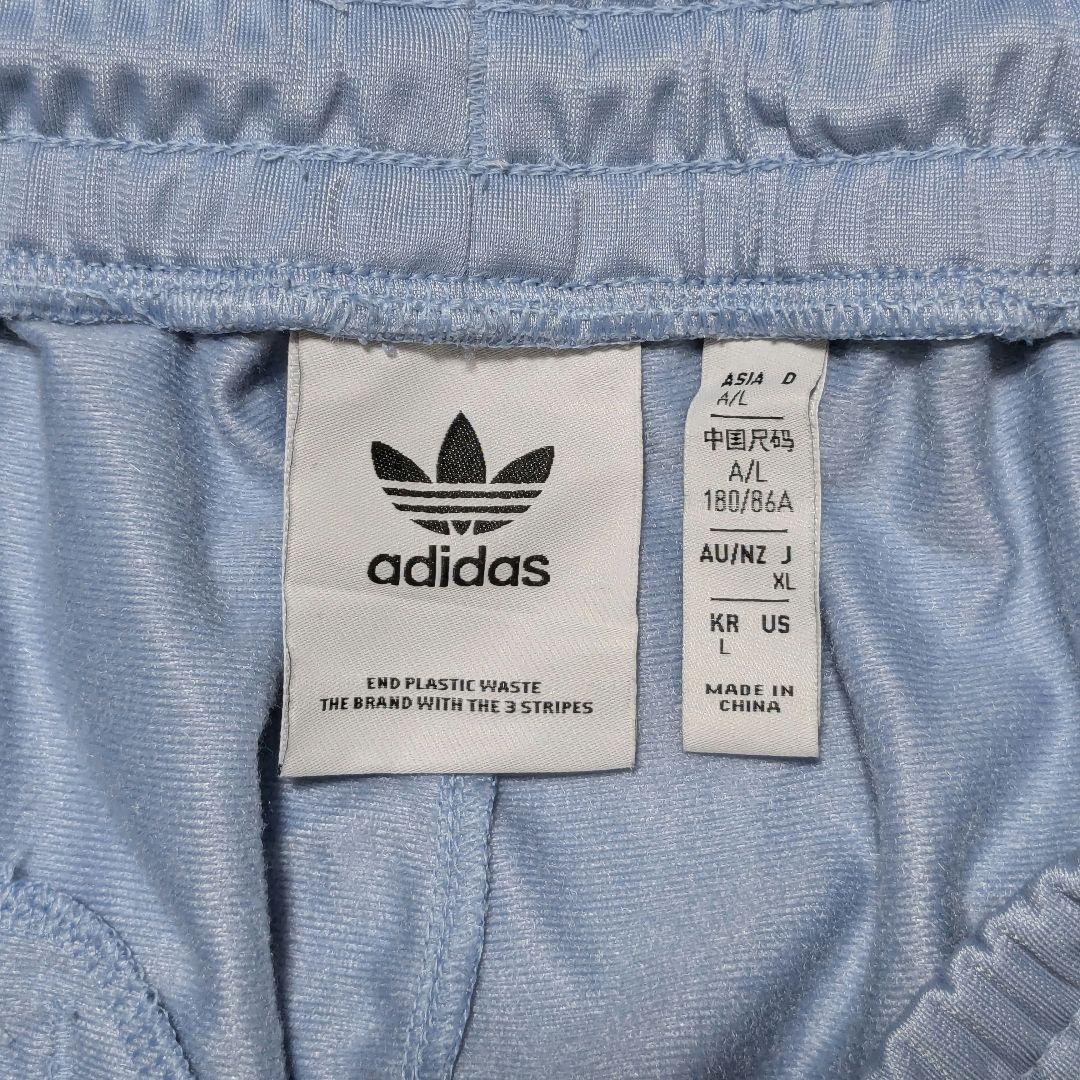 adidas
END PLASTIC WASTE
THE BRAND WITH THE 3 STRIPES
ASIA D
A/L
中国尺码
A/L
180/86A
AU/NZ J
XL
KR US
L
MADE IN
CHINA